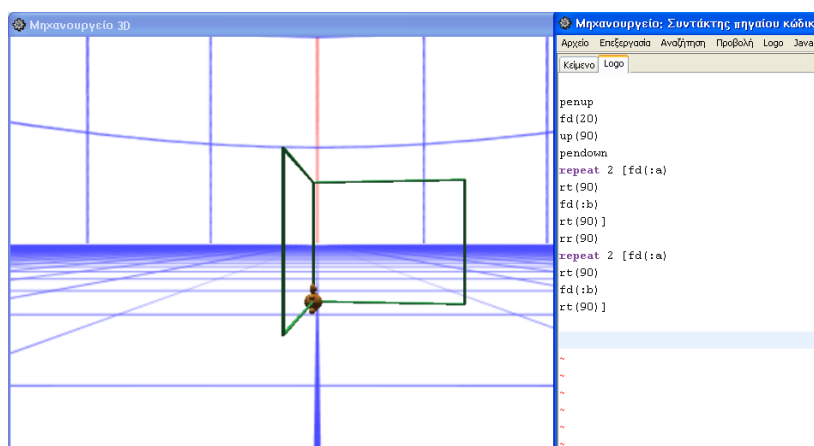 Μηχανουργείο 3D
Μηχανουργείο: Συντάκτης πηγαίου κώδικ
Αρχείο Επεξεργασία Αναζήτηση Προβολή Logo Java
Κείμενο Logo
penup
fd(20)
up(90)
pendown
repeat 2 [fd(:a)
rt(90)
fd(:b)
rt(90)]
rr(90)
repeat 2 [fd(:a)
rt(90)
fd(:b)
rt(90)]
~
~
~
~
~
~